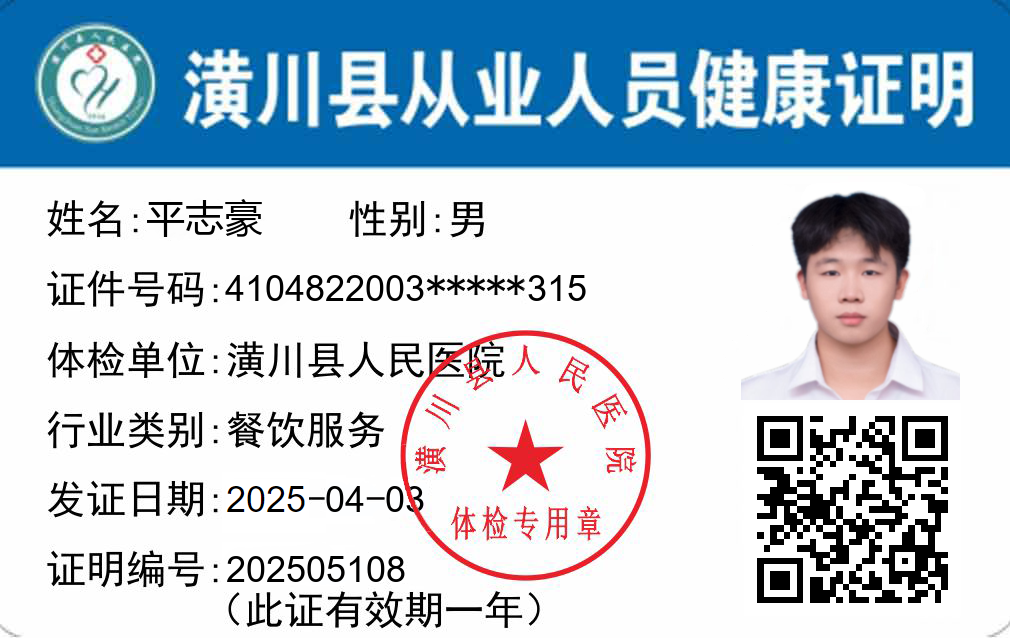 潢川县从业人员健康证明
姓名:平志豪 性别:男
证件号码:4104822003*****315
体检单位:潢川县人民医院
行业类别:餐饮服务
发证日期:2025-04-03
证明编号:202505108
（此证有效期一年）
潢川县人民医院
体检专用章